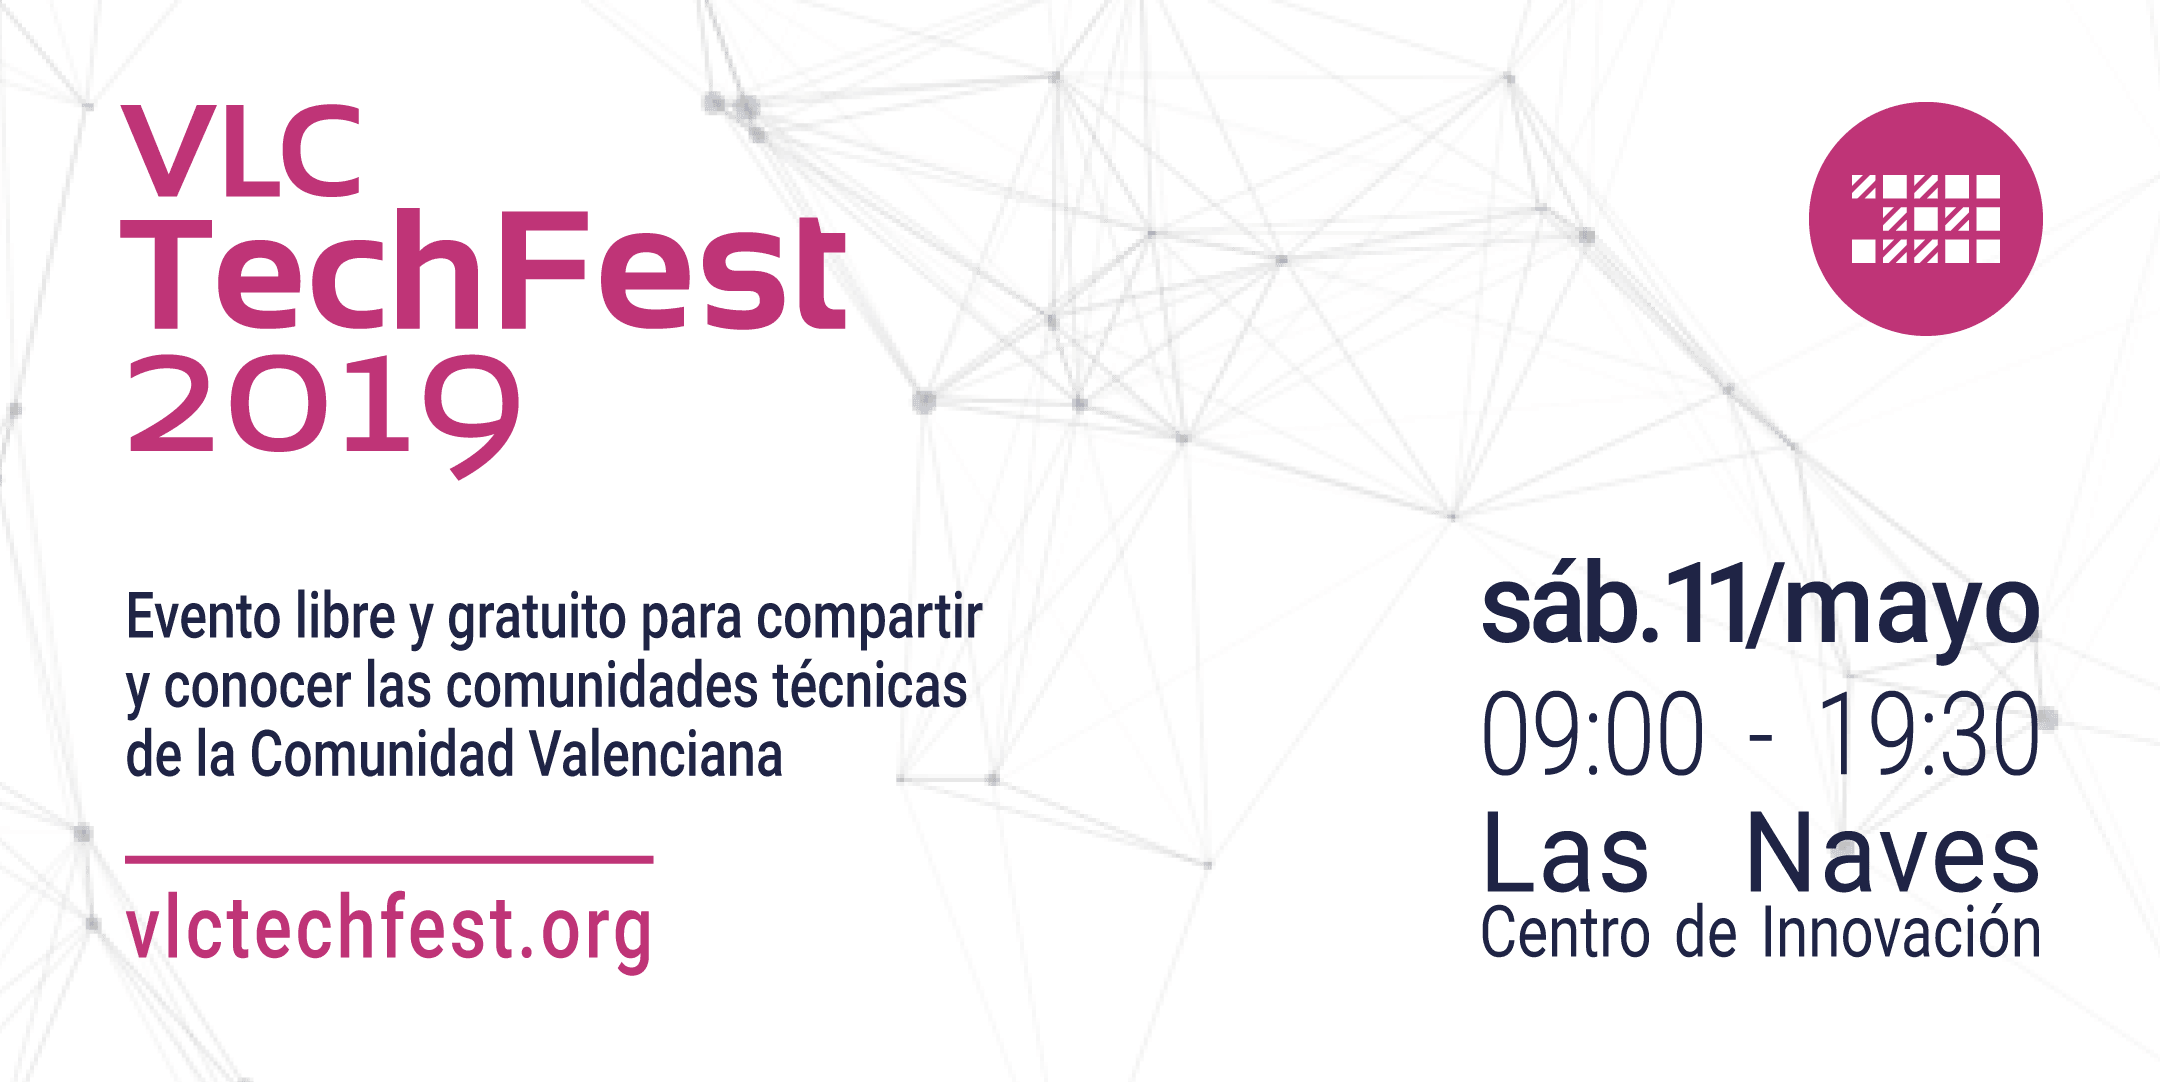 VLC
TechFest
2019
Evento libre y gratuito para compartir
y conocer las comunidades técnicas
de la Comunidad Valenciana
vlctechfest.org
sáb.11/mayo
09:00 - 19:30
Las Naves
Centro de Innovación